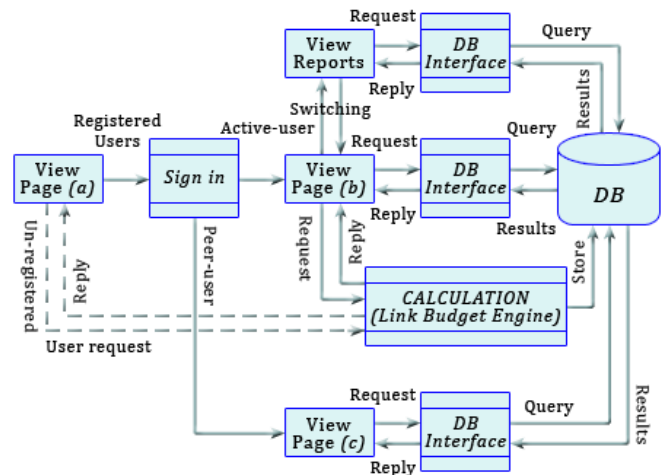 Request
View
Reports
DB
Interface
Query
Reply
Results
Switching
Registered
Users
Active-user
Request
Query
View
Page (a)
Sign in
View
Page (b)
DB
Interface
DB
Reply
Results
Un-registered
Reply
Peer-user
Request
Reply
Store
CALCULATION
(Link Budget Engine)
User request
Request
Query
Results
View
Page (c)
DB
Interface
Reply